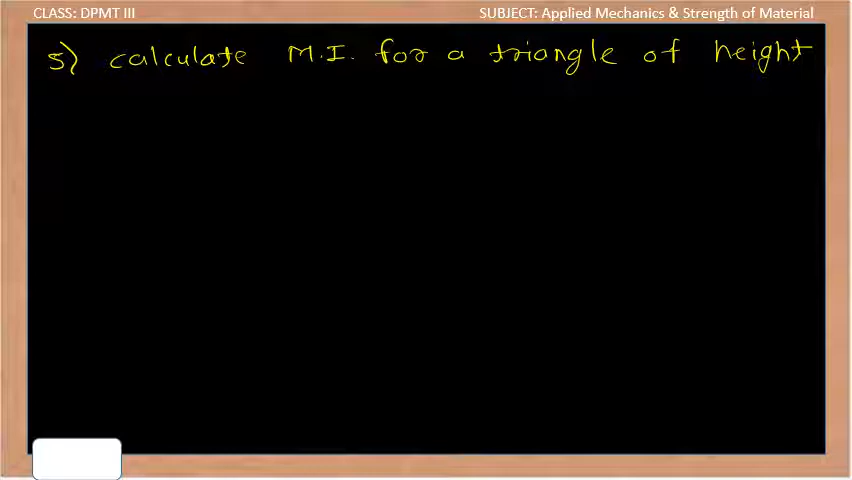 CLASS: DPMT III SUBJECT: Applied Mechanics & Strength of Material
5) calculate M.I. for a triangle of height